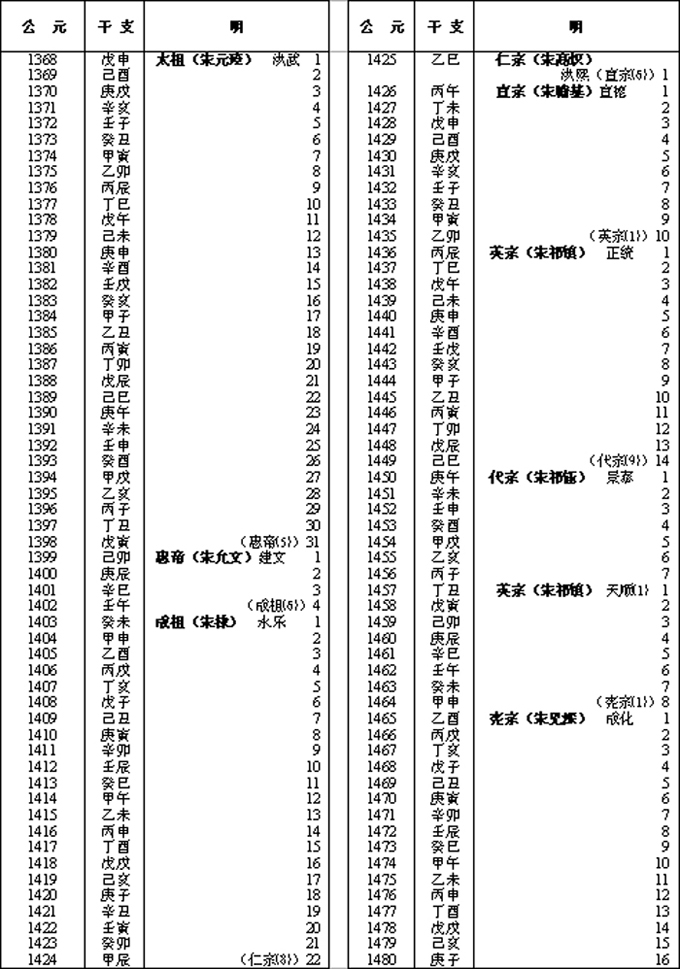 公 元 干 支 明
1368 戊申 太祖（朱元璋） 洪武 1
1369 己酉 2
1370 庚戌 3
1371 辛亥 4
1372 壬子 5
1373 癸丑 6
1374 甲寅 7
1375 乙卯 8
1376 丙辰 9
1377 丁巳 10
1378 戊午 11
1379 己未 12
1380 庚申 13
1381 辛酉 14
1382 壬戌 15
1383 癸亥 16
1384 甲子 17
1385 乙丑 18
1386 丙寅 19
1387 丁卯 20
1388 戊辰 21
1389 己巳 22
1390 庚午 23
1391 辛未 24
1392 壬申 25
1393 癸酉 26
1394 甲戌 27
1395 乙亥 28
1396 丙子 29
1397 丁丑 30
1398 戊寅 （惠帝⑸） 31
1399 己卯 惠帝（朱允文）建文 1
1400 庚辰 2
1401 辛巳 3
1402 壬午 （成祖⑹） 4
1403 癸未 成祖（朱棣） 永乐 1
1404 甲申 2
1405 乙酉 3
1406 丙戌 4
1407 丁亥 5
1408 戊子 6
1409 己丑 7
1410 庚寅 8
1411 辛卯 9
1412 壬辰 10
1413 癸巳 11
1414 甲午 12
1415 乙未 13
1416 丙申 14
1417 丁酉 15
1418 戊戌 16
1419 己亥 17
1420 庚子 18
1421 辛丑 19
1422 壬寅 20
1423 癸卯 21
1424 甲辰 （仁宗⑻） 22
公 元 干 支 明
1425 乙巳 仁宗（朱高炽）
洪熙（宣宗⑹） 1
1426 丙午 宣宗（朱瞻基）宣德 1
1427 丁未 2
1428 戊申 3
1429 己酉 4
1430 庚戌 5
1431 辛亥 6
1432 壬子 7
1433 癸丑 8
1434 甲寅 9
1435 乙卯 （英宗⑴） 10
1436 丙辰 英宗（朱祁镇） 正统 1
1437 丁巳 2
1438 戊午 3
1439 己未 4
1440 庚申 5
1441 辛酉 6
1442 壬戌 7
1443 癸亥 8
1444 甲子 9
1445 乙丑 10
1446 丙寅 11
1447 丁卯 12
1448 戊辰 13
1449 己巳 （代宗⑼） 14
1450 庚午 代宗（朱祁钰） 景泰 1
1451 辛未 2
1452 壬申 3
1453 癸酉 4
1454 甲戌 5
1455 乙亥 6
1456 丙子 7
1457 丁丑 英宗（朱祁镇） 天顺⑴ 1
1458 戊寅 2
1459 己卯 3
1460 庚辰 4
1461 辛巳 5
1462 壬午 6
1463 癸未 7
1464 甲申 （宪宗⑴） 8
1465 乙酉 宪宗（朱见深） 成化 1
1466 丙戌 2
1467 丁亥 3
1468 戊子 4
1469 己丑 5
1470 庚寅 6
1471 辛卯 7
1472 壬辰 8
1473 癸巳 9
1474 甲午 10
1475 乙未 11
1476 丙申 12
1477 丁酉 13
1478 戊戌 14
1479 己亥 15
1480 庚子 16